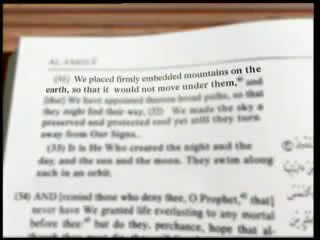 AL ANBIYA
(31) We placed firmly embedded mountains on the
earth, so that it would not move under them, and
[that] We have appointed therein broad paths, so that
they might find their way, (32) We made the sky a
preserved and protected roof yet still they turn
away from Our Signs.
(33) It is He Who created the night and the
day, and the sun and the moon. They swim along
each in an orbit.
(34) AND [remind those who deny thee, O Prophet, that]
never have We granted life everlasting to any mortal
before thee: but do they, perchance, hope that al-